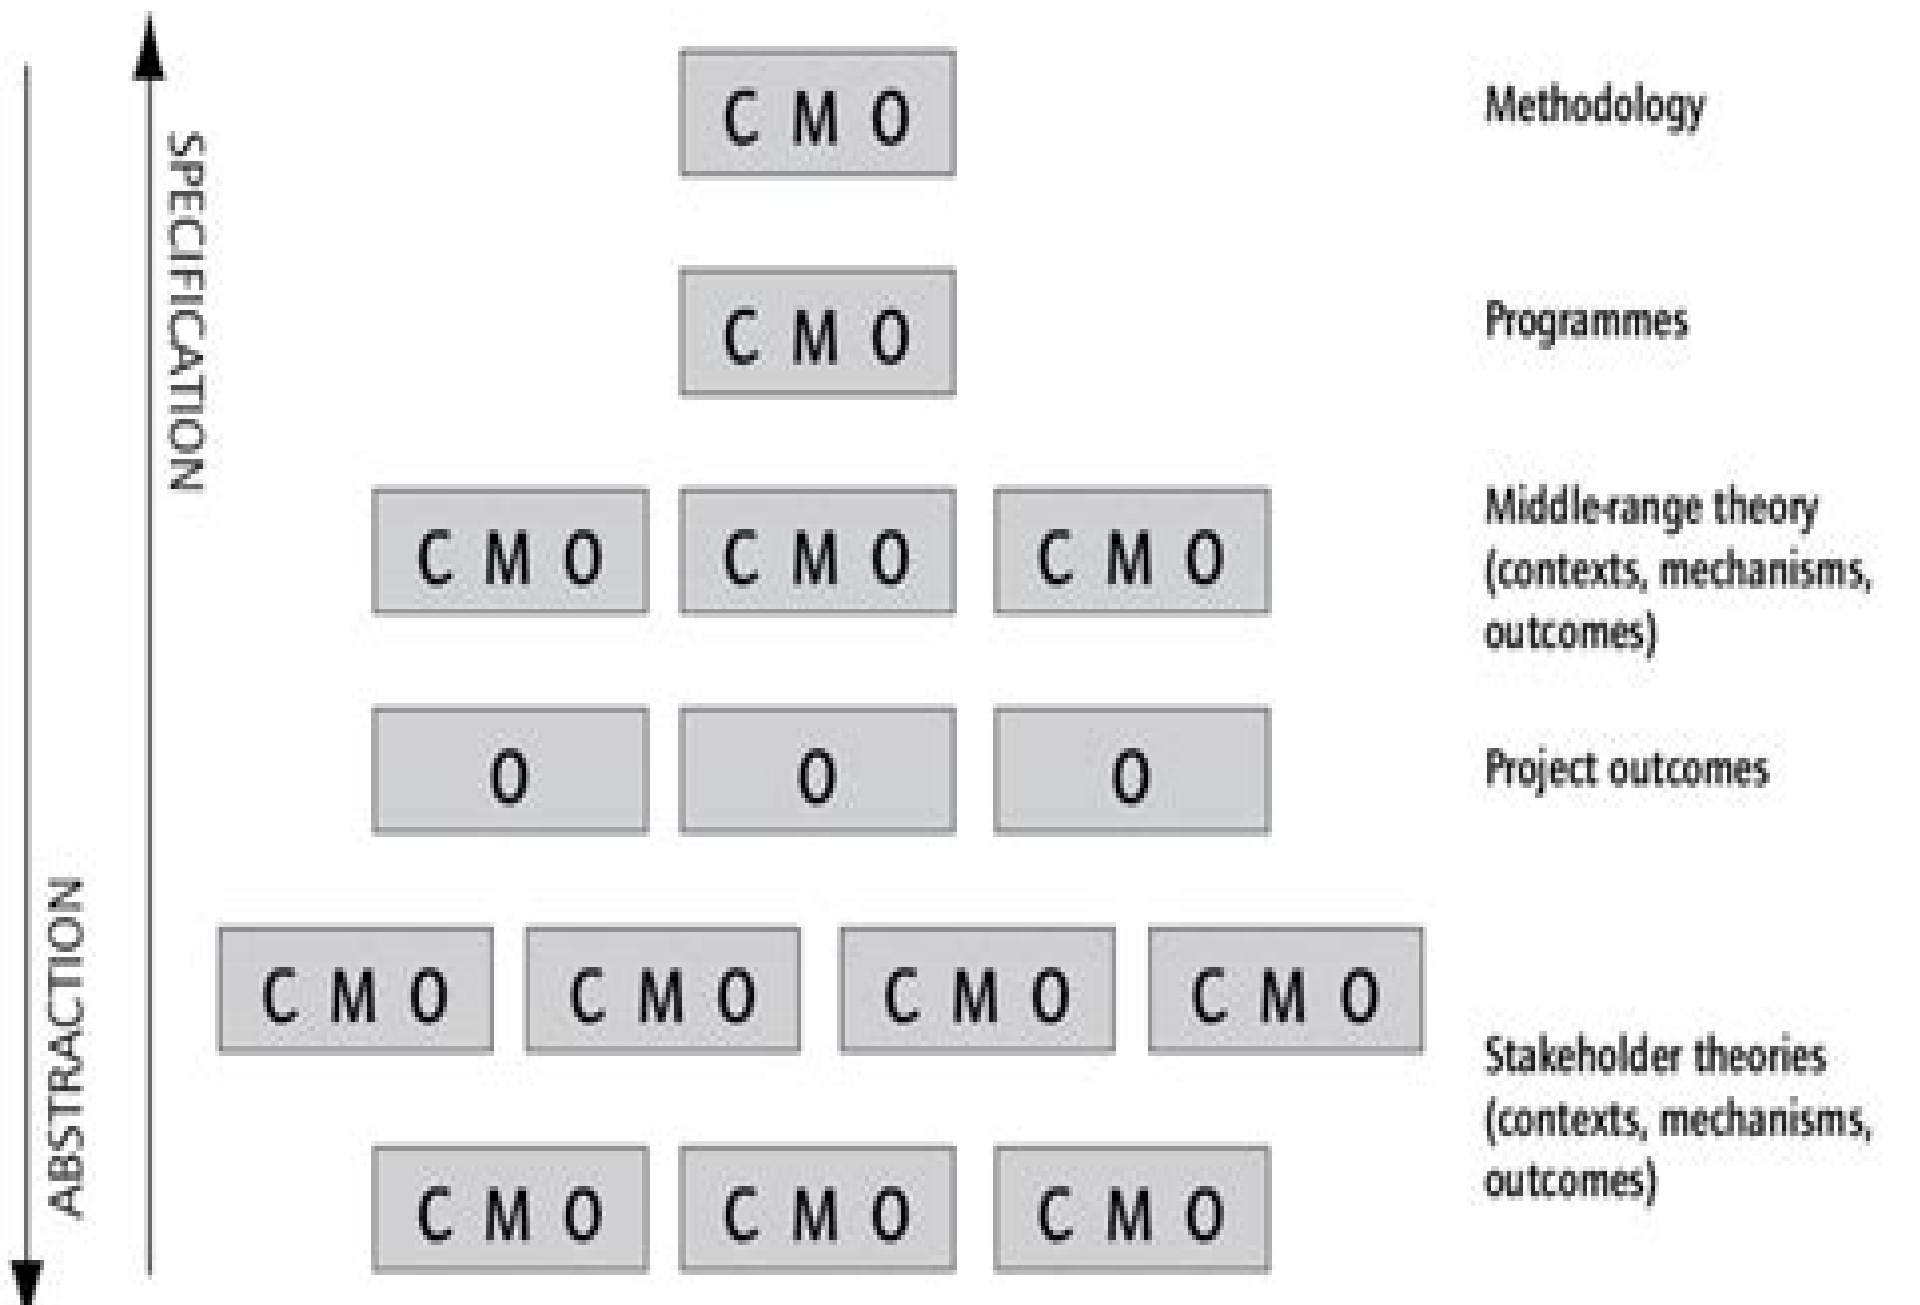 SPECIFICATION
ABSTRACTION
C M O
Methodology
C M O
Programmes
C M O
C M O
C M O
Middle-range theory
(contexts, mechanisms,
outcomes)
O
O
O
Project outcomes
C M O
C M O
C M O
C M O
C M O
C M O
C M O
Stakeholder theories
(contexts, mechanisms,
outcomes)